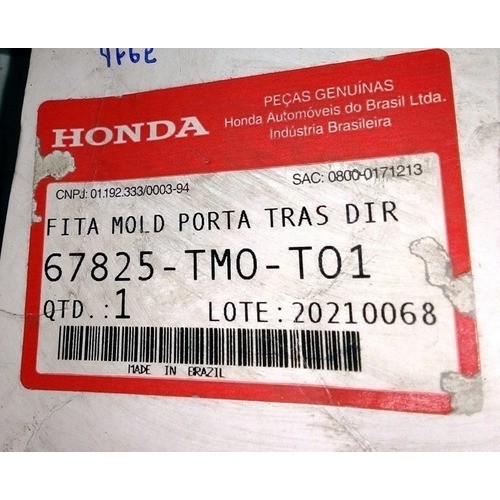 HONDA
PEÇAS GENUÍNAS
Honda Automóveis do Brasil Ltda.
Indústria Brasileira
CNPJ: 01.192.333/0003-94
SAC: 0800-0171213
FITA MOLD PORTA TRAS DIR
67825-TM0-T01
QTD.:1
LOTE:20210068
MADE IN BRAZIL